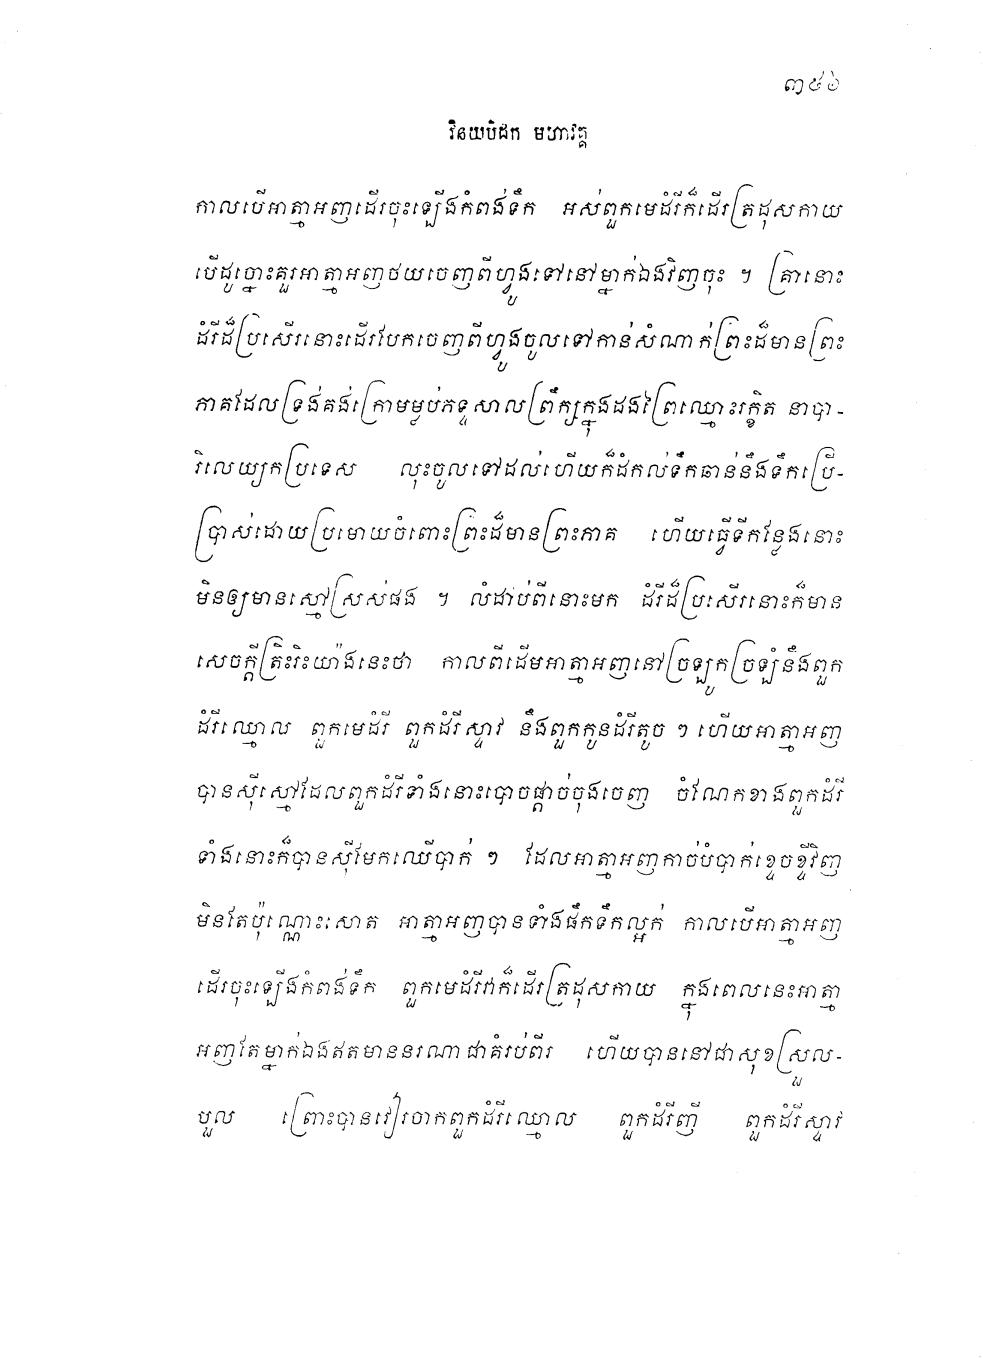 ៣៤៦
វិនយបិដក មហាវគ្គ
កាលបើអាត្មាអញដើរចុះឡើងកំពង់ទឹក អស់ពួកមេដំរីក៏ដើរត្រដុសកាយ
បើដូច្នោះគួរអាត្មាអញថយចេញពីហ្វូងទៅនៅម្នាក់ឯងវិញចុះ ។ គ្រានោះ
ដំរីដ៏ប្រសើរនោះដើរបែកចេញពីហ្វូងចូលទៅកាន់សំណាក់ព្រះដ៏មានព្រះ
ភាគដែលទ្រង់គង់ក្រោមម្លប់ភទ្ទសាលព្រឹក្សក្នុងដងព្រៃឈ្មោះរក្ខិត នាបា-
រិលេយ្យកប្រទេស លុះចូលទៅដល់ហើយក៏ដំកល់ទឹកឆាន់នឹងទឹកប្រើ-
ប្រាស់ដោយប្រមោយចំពោះព្រះដ៏មានព្រះភាគ ហើយធ្វើទីកន្លែងនោះ
មិនឲ្យមានស្មៅស្រស់ផង ។ លំដាប់ពីនោះមក ដំរីដ៏ប្រសើរនោះក៏មាន
សេចក្តីត្រិះរិះយ៉ាងនេះថា កាលពីដើមអាត្មាអញនៅច្រឡូកច្រឡំនឹងពួក
ដំរីឈ្មោល ពួកមេដំរី ពួកដំរីស្ទាវ នឹងពួកកូនដំរីតូច ៗ ហើយអាត្មាអញ
បានស៊ីស្មៅដែលពួកដំរីទាំងនោះបោចផ្តាច់ចុងចេញ ចំណែកខាងពួកដំរី
ទាំងនោះក៏បានស៊ីមែកឈើបាក់ ៗ ដែលអាត្មាអញកាច់បំបាក់ខ្ទេចខ្ទីវិញ
មិនតែប៉ុណ្ណោះសោត អាត្មាអញបានទាំងផឹកទឹកល្អក់ កាលបើអាត្មាអញ
ដើរចុះឡើងកំពង់ទឹក ពួកមេដំរីវាក៏ដើរត្រដុសកាយ ក្នុងពេលនេះអាត្មា
អញតែម្នាក់ឯងឥតមាននរណាជាគំរប់ពីរ ហើយបាននៅជាសុខស្រួល-
បួល ព្រោះបានវៀរចាកពួកដំរីឈ្មោល ពួកដំរីញី ពួកដំរីស្ទាវ